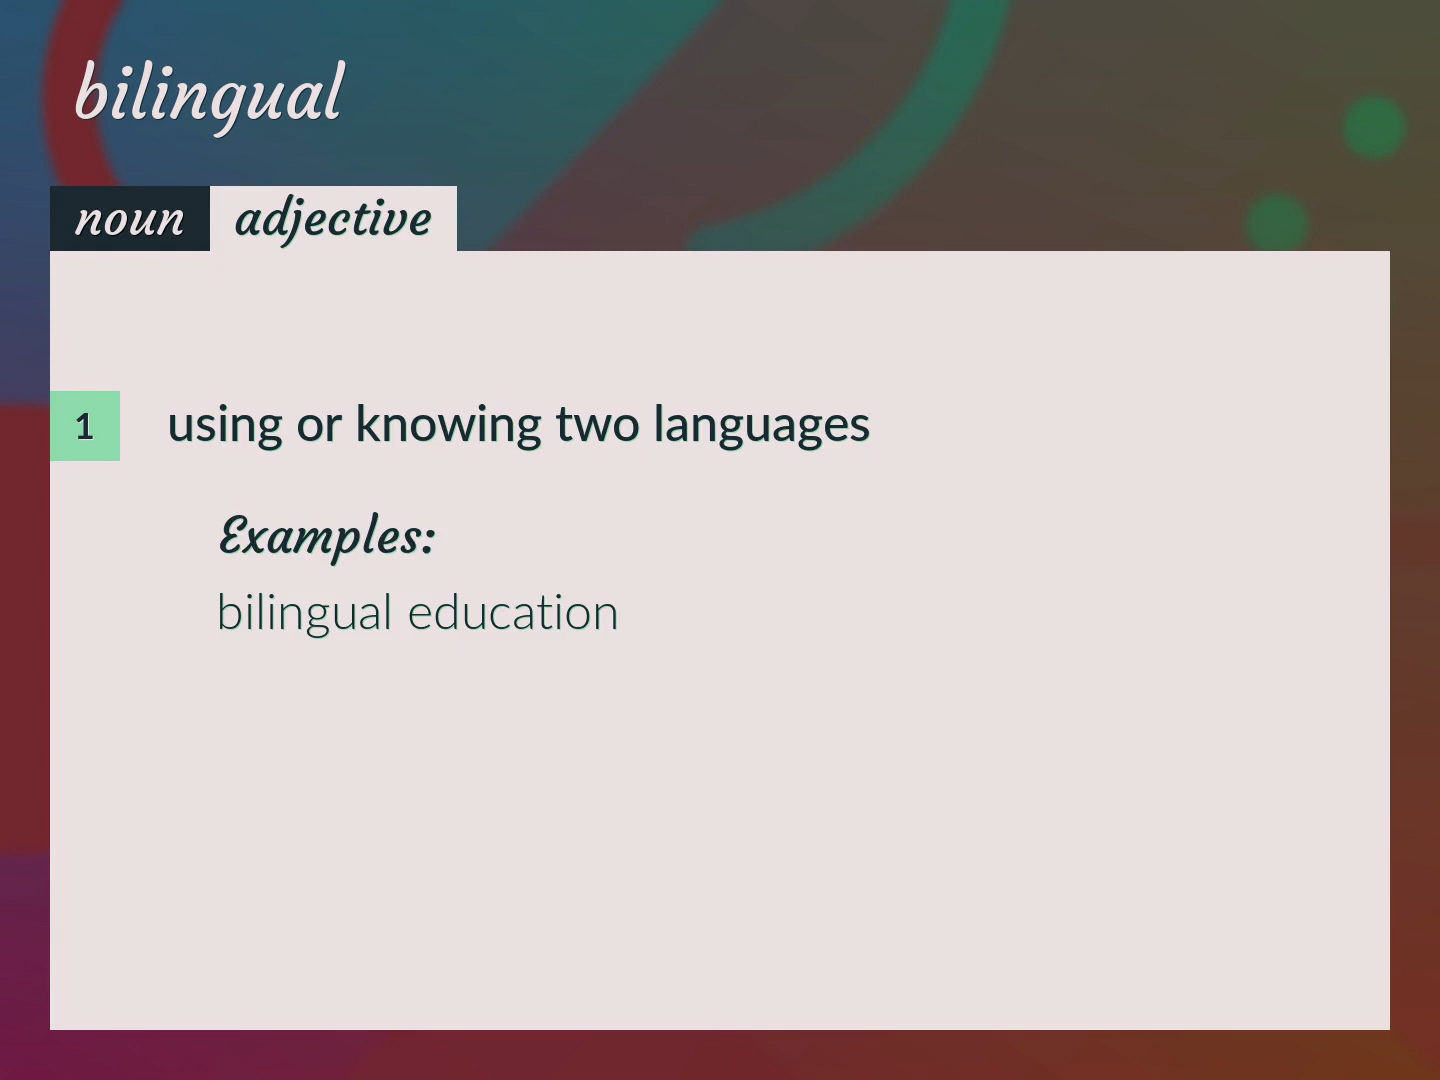 bilingual
noun adjective
1 using or knowing two languages
Examples:
bilingual education